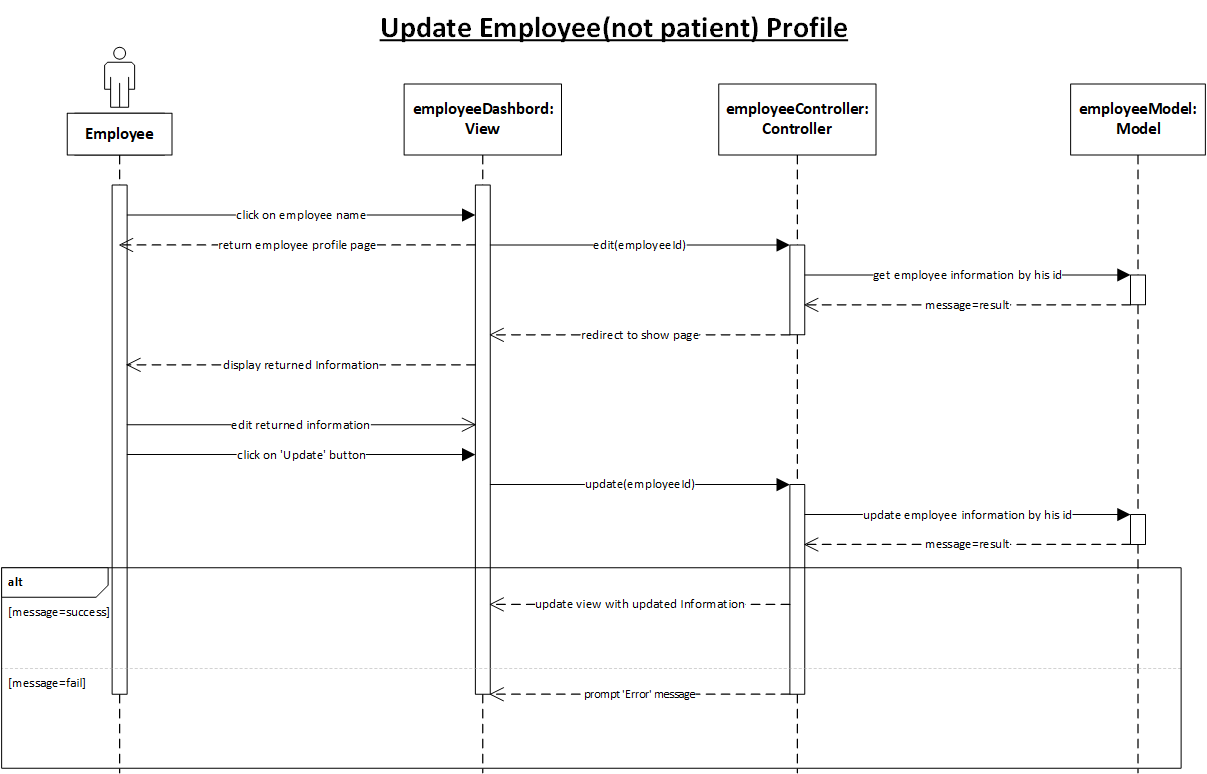 Update Employee(not patient) Profile
Employee
employeeDashbord:
View
employeeController:
Controller
employeeModel:
Model
click on employee name
return employee profile page
edit(employeeId)
get employee information by his id
message=result
redirect to show page
display returned Information
edit returned information
click on 'Update' button
update(employeeId)
update employee information by his id
message=result
alt
[message=success]
update view with updated Information
[message=fail]
prompt 'Error' message